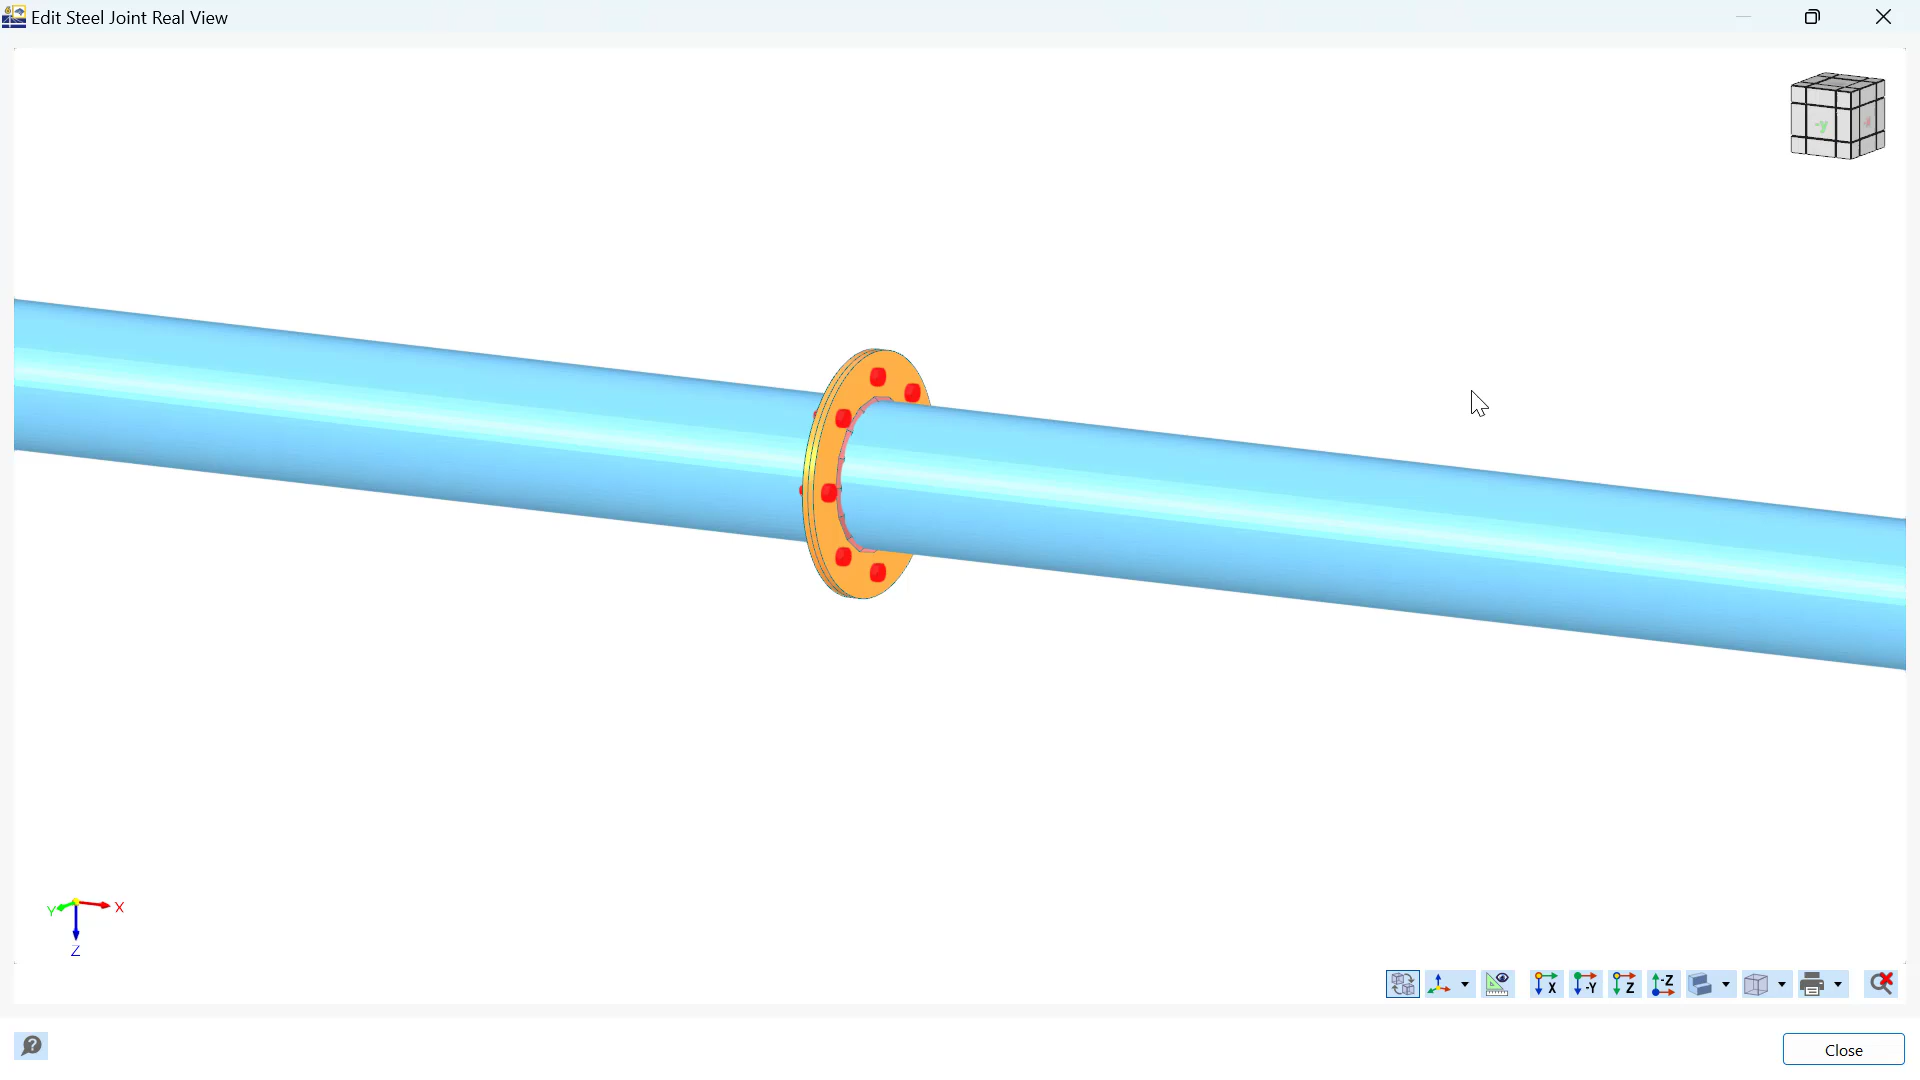 Edit Steel Joint Real View
-y
-x
Y
X
Z
X
-Y
Z
-Z
?
Close